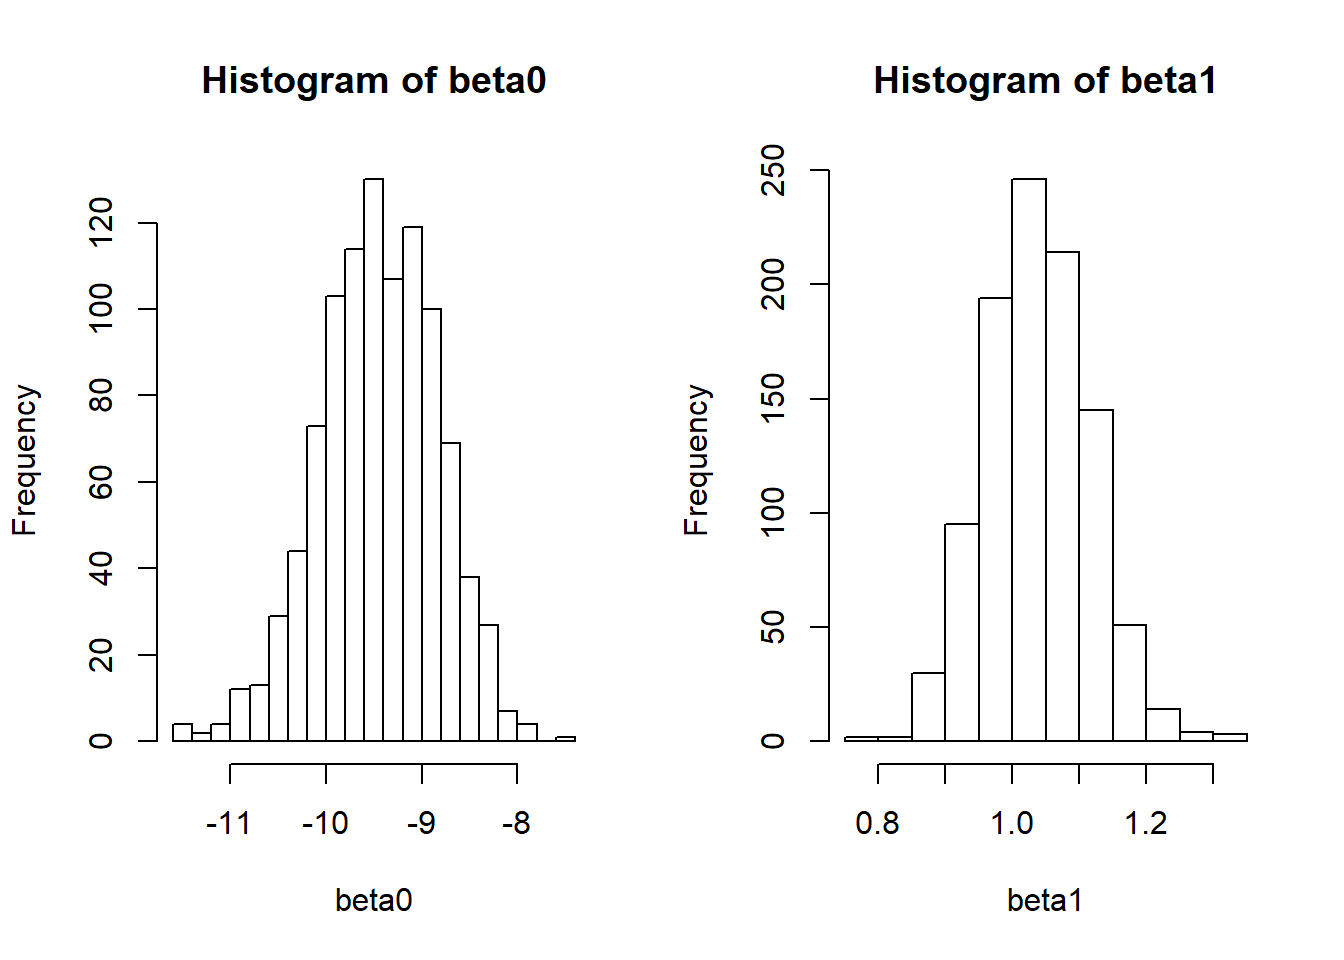 Histogram of beta0
Frequency
0 20 40 60 80 100 120
-11 -10 -9 -8
beta0
Histogram of beta1
Frequency
0 50 100 150 200 250
0.8 1.0 1.2
beta1